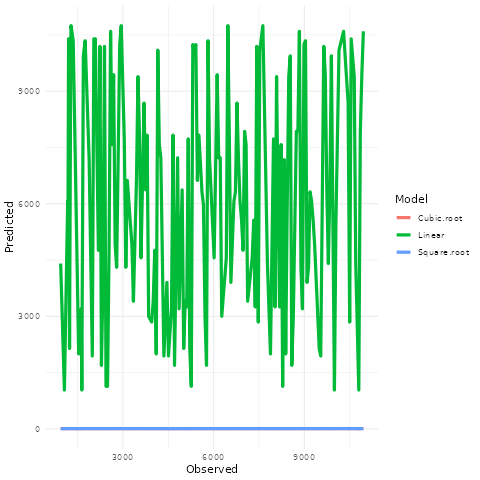 Predicted
9000
6000
3000
0
3000
6000
9000
Observed
Model
Cubic.root
Linear
Square.root